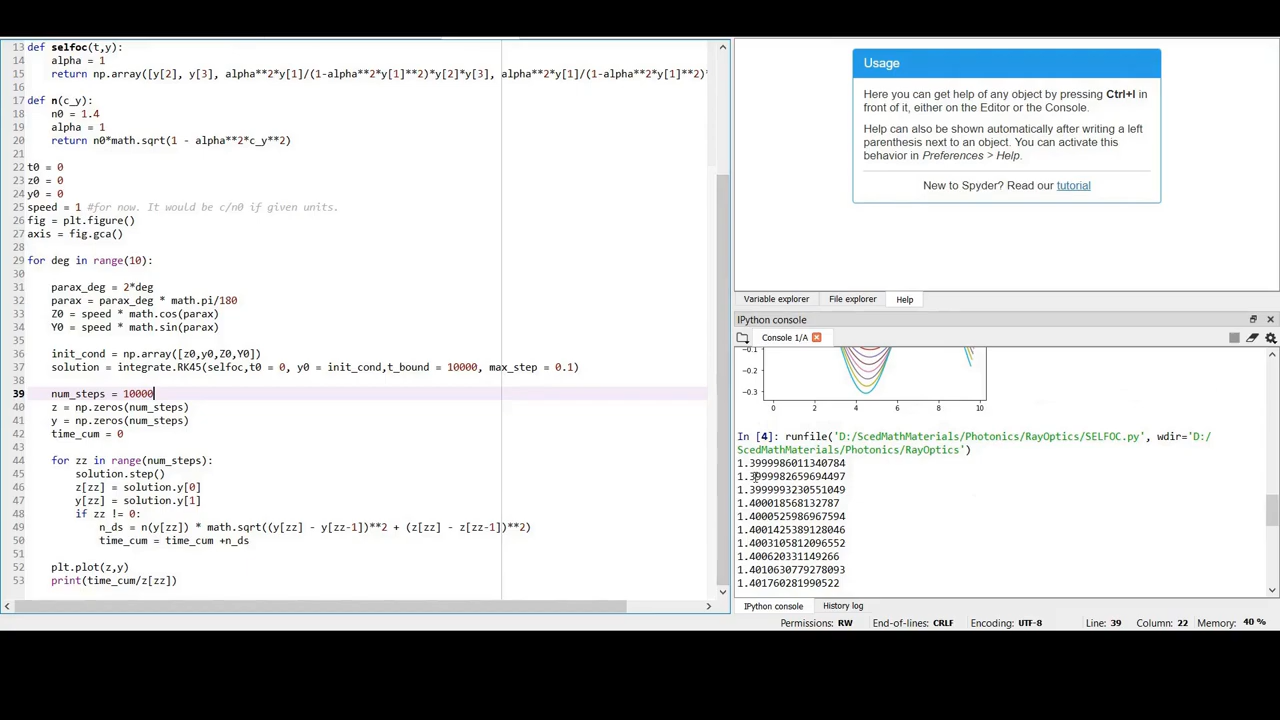 13 def selfoc(t,y):
14 alpha = 1
15 return np.array([y[2], y[3], alpha**2*y[1]/(1-alpha**2*y[1]**2)*y[2]*y[3], alpha**2*y[1]/(1-alpha**2*y[1]**2)*
16
17 def n(c_y):
18 n0 = 1.4
19 alpha = 1
20 return n0*math.sqrt(1 - alpha**2*c_y**2)
21
22 t0 = 0
23 z0 = 0
24 y0 = 0
25 speed = 1 #for now. It would be c/n0 if given units.
26 fig = plt.figure()
27 axis = fig.gca()
28
29 for deg in range(10):
30
31 parax_deg = 2*deg
32 parax = parax_deg * math.pi/180
33 Z0 = speed * math.cos(parax)
34 Y0 = speed * math.sin(parax)
35
36 init_cond = np.array([z0,y0,Z0,Y0])
37 solution = integrate.RK45(selfoc,t0 = 0, y0 = init_cond,t_bound = 10000, max_step = 0.1)
38
39 num_steps = 10000
40 z = np.zeros(num_steps)
41 y = np.zeros(num_steps)
42 time_cum = 0
43
44 for zz in range(num_steps):
45 solution.step()
46 z[zz] = solution.y[0]
47 y[zz] = solution.y[1]
48 if zz != 0:
49 n_ds = n(y[zz]) * math.sqrt((y[zz] - y[zz-1])**2 + (z[zz] - z[zz-1])**2)
50 time_cum = time_cum +n_ds
51
52 plt.plot(z,y)
53 print(time_cum/z[zz])
Usage
Here you can get help of any object by pressing Ctrl+I in
front of it, either on the Editor or the Console.
Help can also be shown automatically after writing a left
parenthesis next to an object. You can activate this
behavior in Preferences > Help.
New to Spyder? Read our tutorial
Variable explorer File explorer Help
IPython console
Console 1/A
-0.1
-0.2
-0.3
0 2 4 6 8 10
In [4]: runfile('D:/ScedMathMaterials/Photonics/RayOptics/SELFOC.py', wdir='D:/
ScedMathMaterials/Photonics/RayOptics')
1.3999986011340784
1.3999982659694497
1.3999993230551049
1.400018568132787
1.4000525986967594
1.4001425389128046
1.4003105812096552
1.400620331149266
1.4010630779278093
1.401760281990522
IPython console History log
Permissions: RW End-of-lines: CRLF Encoding: UTF-8 Line: 39 Column: 22 Memory: 40 %